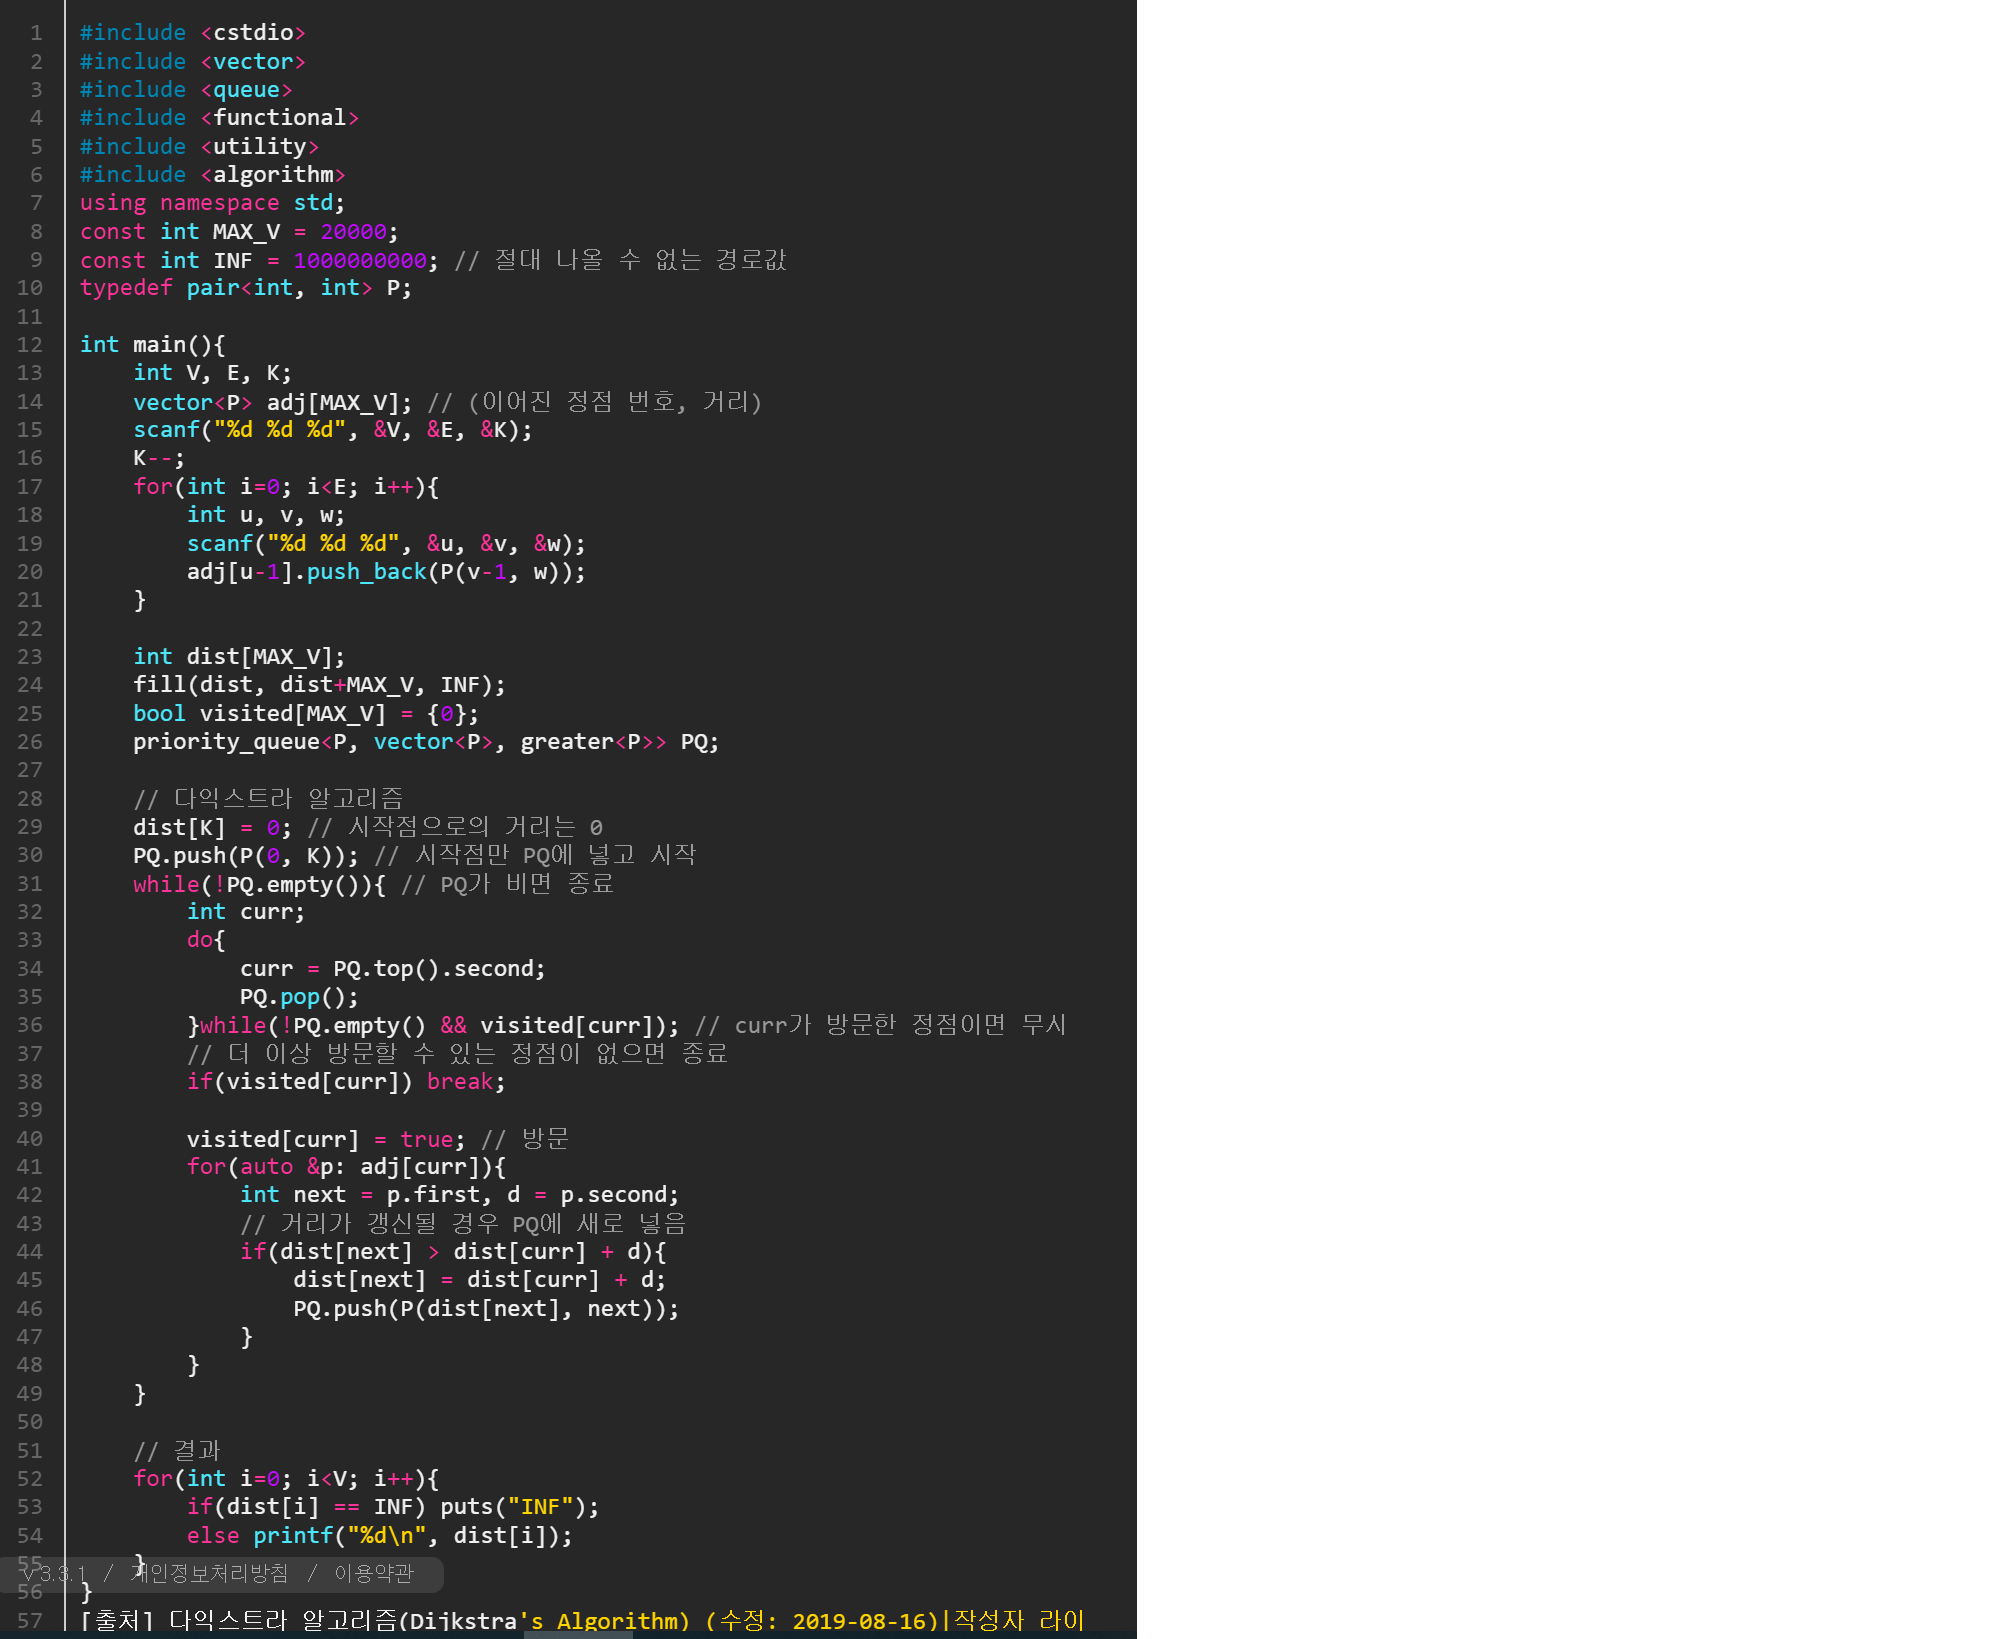 1 #include <cstdio>
2 #include <vector>
3 #include <queue>
4 #include <functional>
5 #include <utility>
6 #include <algorithm>
7 using namespace std;
8 const int MAX_V = 20000;
9 const int INF = 1000000000; // 절대 나올 수 없는 경로값
10 typedef pair<int, int> P;
11
12 int main(){
13     int V, E, K;
14     vector<P> adj[MAX_V]; // (이어진 정점 번호, 거리)
15     scanf("%d %d %d", &V, &E, &K);
16     K--;
17     for(int i=0; i<E; i++){
18         int u, v, w;
19         scanf("%d %d %d", &u, &v, &w);
20         adj[u-1].push_back(P(v-1, w));
21     }
22
23     int dist[MAX_V];
24     fill(dist, dist+MAX_V, INF);
25     bool visited[MAX_V] = {0};
26     priority_queue<P, vector<P>, greater<P>> PQ;
27
28     // 다익스트라 알고리즘
29     dist[K] = 0; // 시작점으로의 거리는 0
30     PQ.push(P(0, K)); // 시작점만 PQ에 넣고 시작
31     while(!PQ.empty()){ // PQ가 비면 종료
32         int curr;
33         do{
34             curr = PQ.top().second;
35             PQ.pop();
36         }while(!PQ.empty() && visited[curr]); // curr가 방문한 정점이면 무시
37         // 더 이상 방문할 수 있는 정점이 없으면 종료
38         if(visited[curr]) break;
39
40         visited[curr] = true; // 방문
41         for(auto &p: adj[curr]){
42             int next = p.first, d = p.second;
43             // 거리가 갱신될 경우 PQ에 새로 넣음
44             if(dist[next] > dist[curr] + d){
45                 dist[next] = dist[curr] + d;
46                 PQ.push(P(dist[next], next));
47             }
48         }
49     }
50
51     // 결과
52     for(int i=0; i<V; i++){
53         if(dist[i] == INF) puts("INF");
54         else printf("%d\n", dist[i]);
55     }
v3.3.1 / 개인정보처리방침 / 이용약관
56 }
57 [출처] 다익스트라 알고리즘(Dijkstra's Algorithm) (수정: 2019-08-16)|작성자 라이